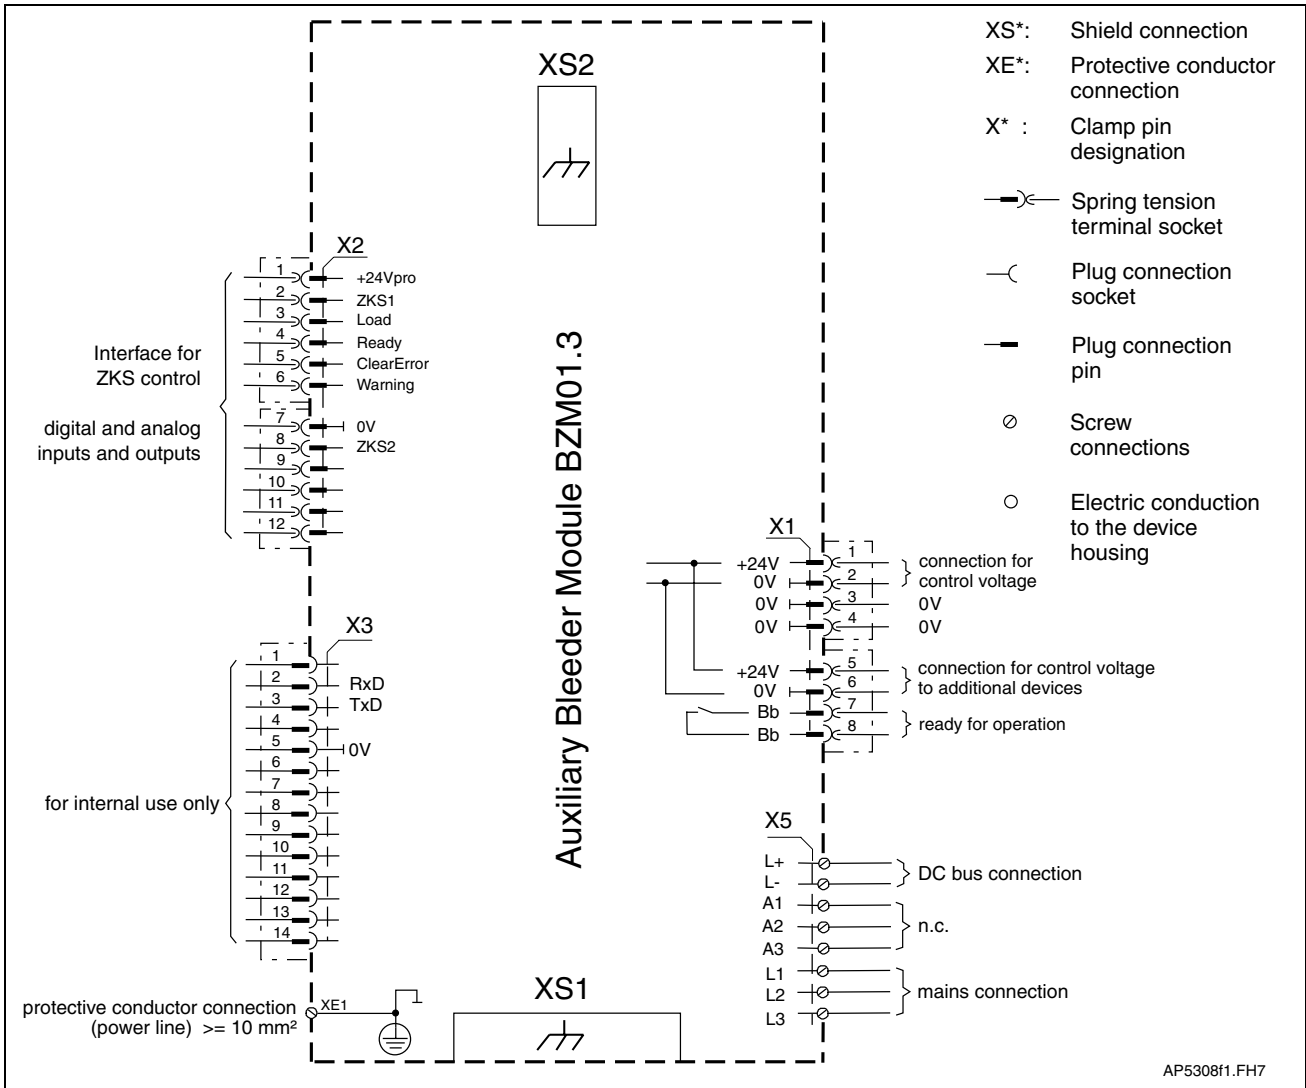 XS2
XS*: Shield connection
XE*: Protective conductor
connection
X* : Clamp pin
designation
Spring tension
terminal socket
Plug connection
socket
Plug connection
pin
Screw
connections
Electric conduction
to the device
housing
X2
1 +24Vpro
2 ZKS1
3 Load
4 Ready
5 ClearError
6 Warning
7 0V
8 ZKS2
9
10
11
12
Interface for
ZKS control
digital and analog
inputs and outputs
Auxiliary Bleeder Module BZM01.3
X1
+24V 1
0V 2
connection for
control voltage
0V 3 0V
0V 4 0V
+24V 5
0V 6
connection for control voltage
to additional devices
Bb 7
Bb 8
ready for operation
X3
1
2 RxD
3 TxD
4
5 0V
6
7
8
9
10
11
12
13
14
for internal use only
X5
L+
L-
DC bus connection
A1
A2
A3
n.c.
L1
L2
L3
mains connection
protective conductor connection
(power line) >= 10 mm²
XE1
XS1
AP5308f1.FH7